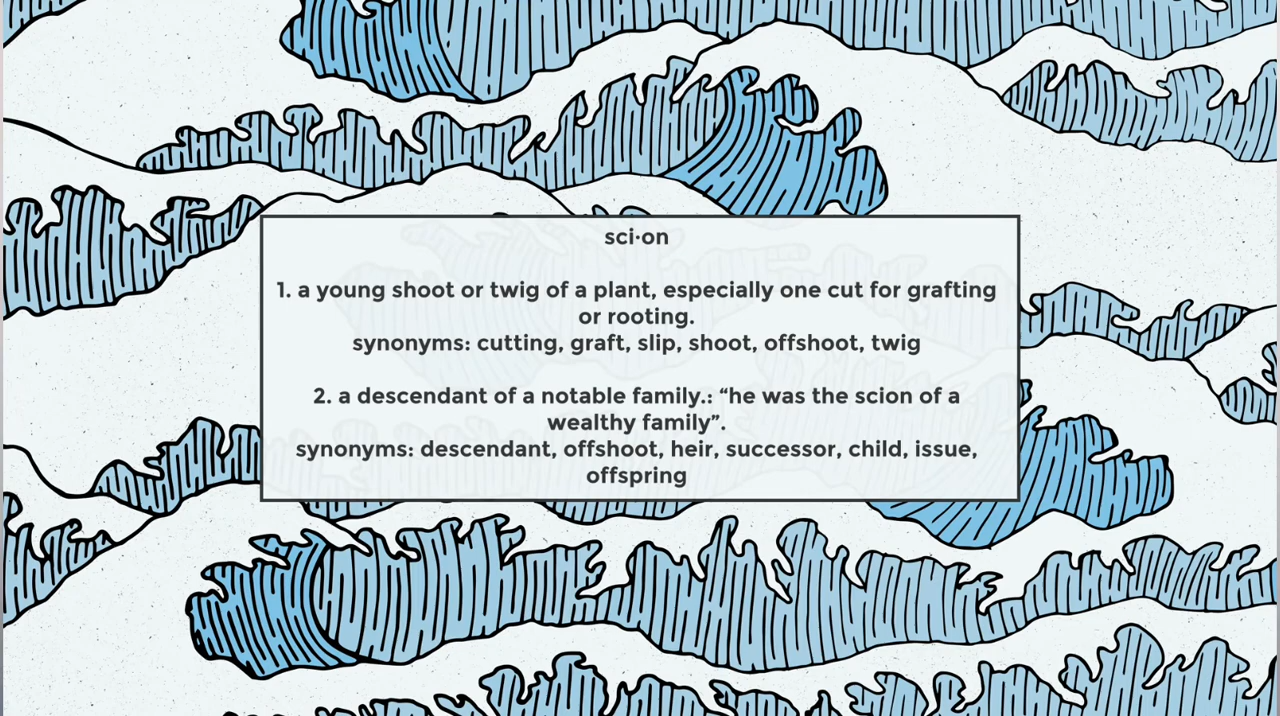 sci·on
1. a young shoot or twig of a plant, especially one cut for grafting
or rooting.
synonyms: cutting, graft, slip, shoot, offshoot, twig
2. a descendant of a notable family.: “he was the scion of a
wealthy family”.
synonyms: descendant, offshoot, heir, successor, child, issue,
offspring